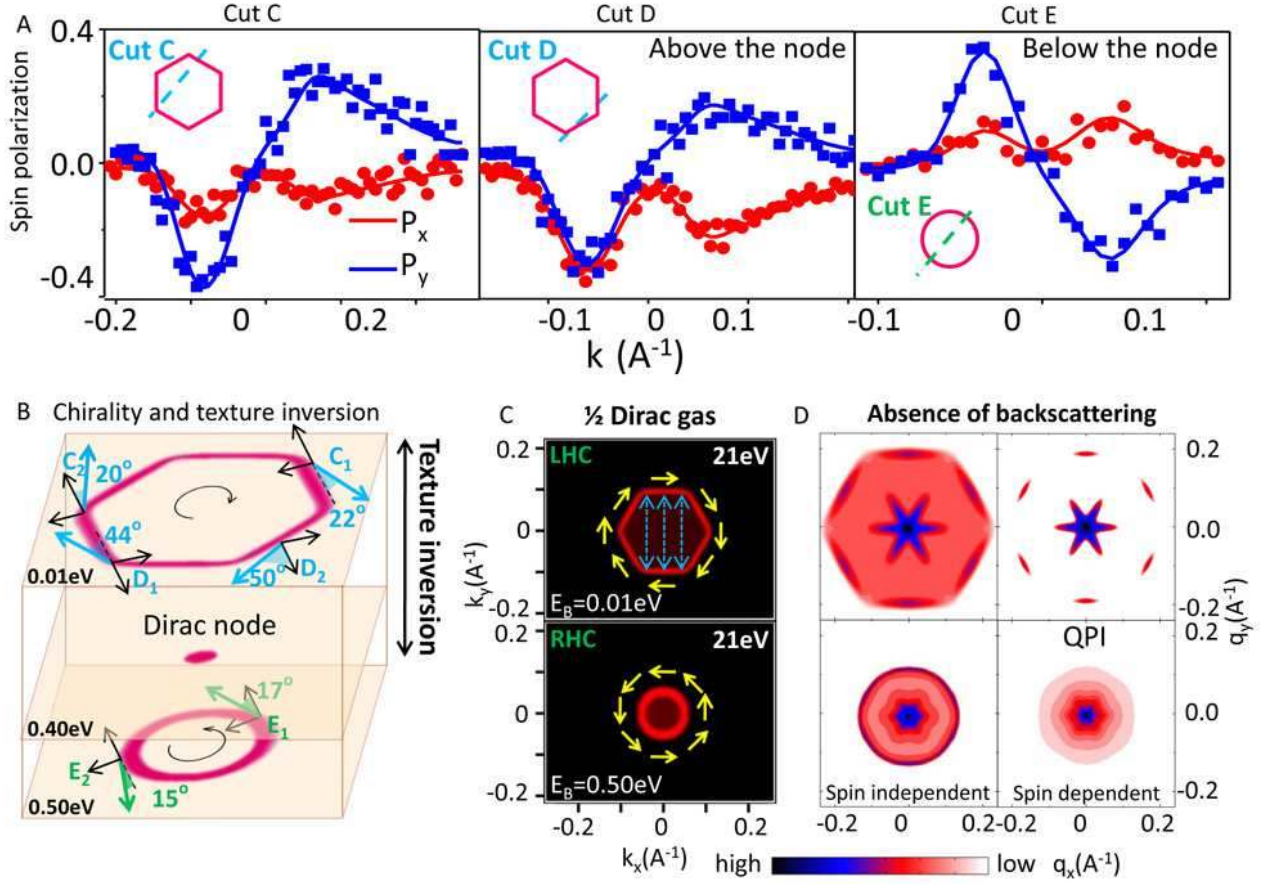 A
Cut C
Cut D
Cut E
Spin polarization
0.4
0.0
-0.4
Cut C
Cut D
Above the node
Below the node
Cut E
P_x
P_y
-0.2
0
0.2
-0.1
0
0.1
-0.1
0
0.1
k (A⁻¹)
B
Chirality and texture inversion
C₂
20°
C₁
22°
44°
D₁
50°
D₂
0.01eV
Texture inversion
Dirac node
17°
E₁
0.40eV
E₂
15°
0.50eV
C
½ Dirac gas
0.2
LHC
21eV
k_y(A⁻¹)
0
-0.2
E_B=0.01eV
0.2
RHC
21eV
0
-0.2
E_B=0.50eV
-0.2
0
0.2
k_x(A⁻¹)
D
Absence of backscattering
0.2
0.0
-0.2
q_y(A⁻¹)
QPI
0.2
0.0
-0.2
Spin independent
Spin dependent
-0.2
0
0.2
-0.2
0
0.2
high
low
q_x(A⁻¹)